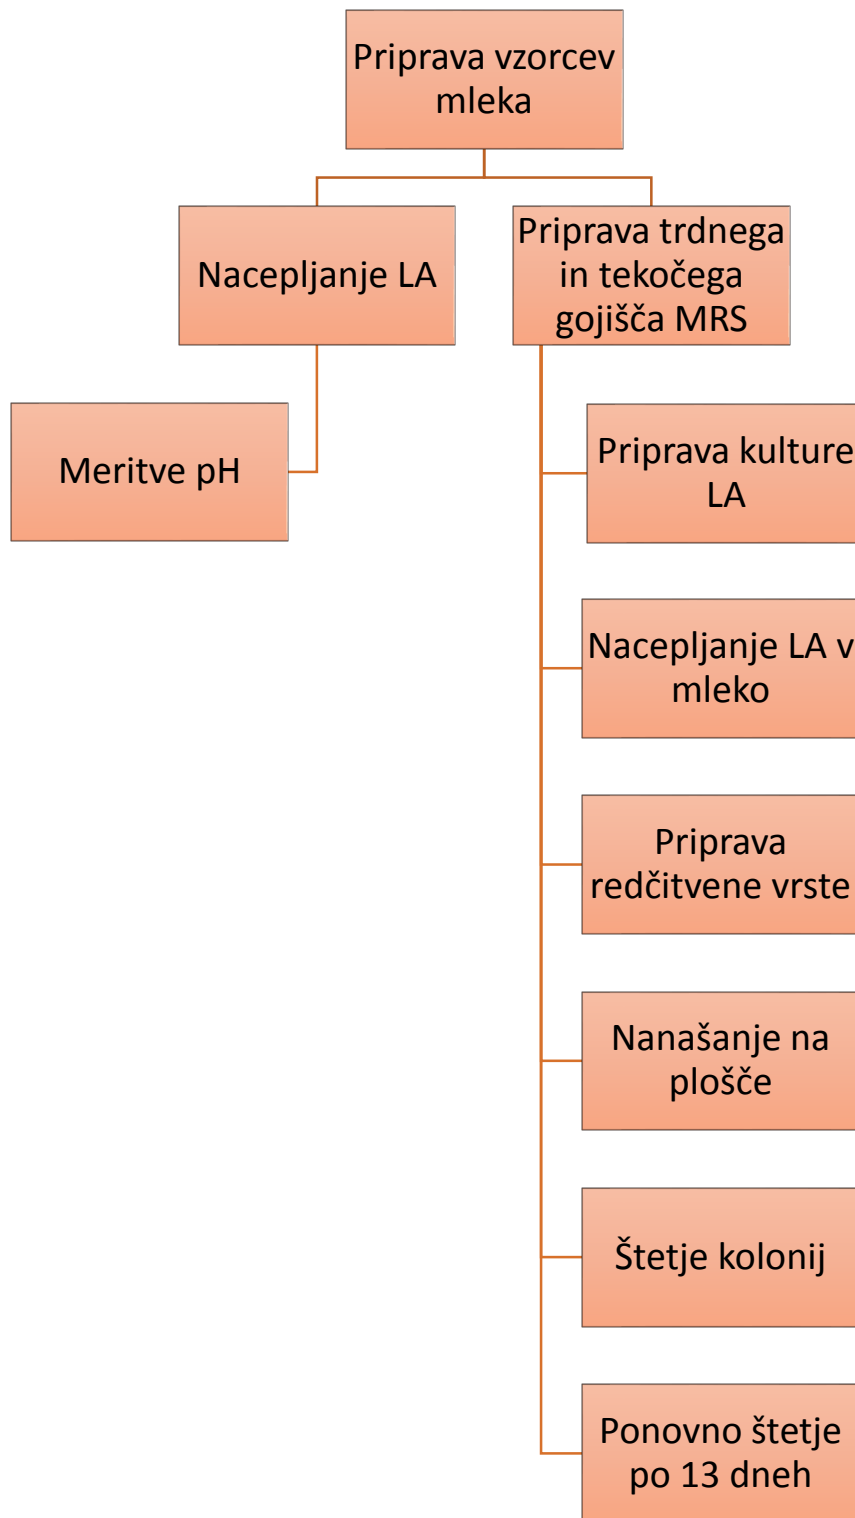 Priprava vzorcev
mleka
Nacepljanje LA
Priprava trdnega
in tekočega
gojišča MRS
Meritve pH
Priprava kulture
LA
Nacepljanje LA v
mleko
Priprava
redčitvene vrste
Nanašanje na
plošče
Štetje kolonij
Ponovno štetje
po 13 dneh